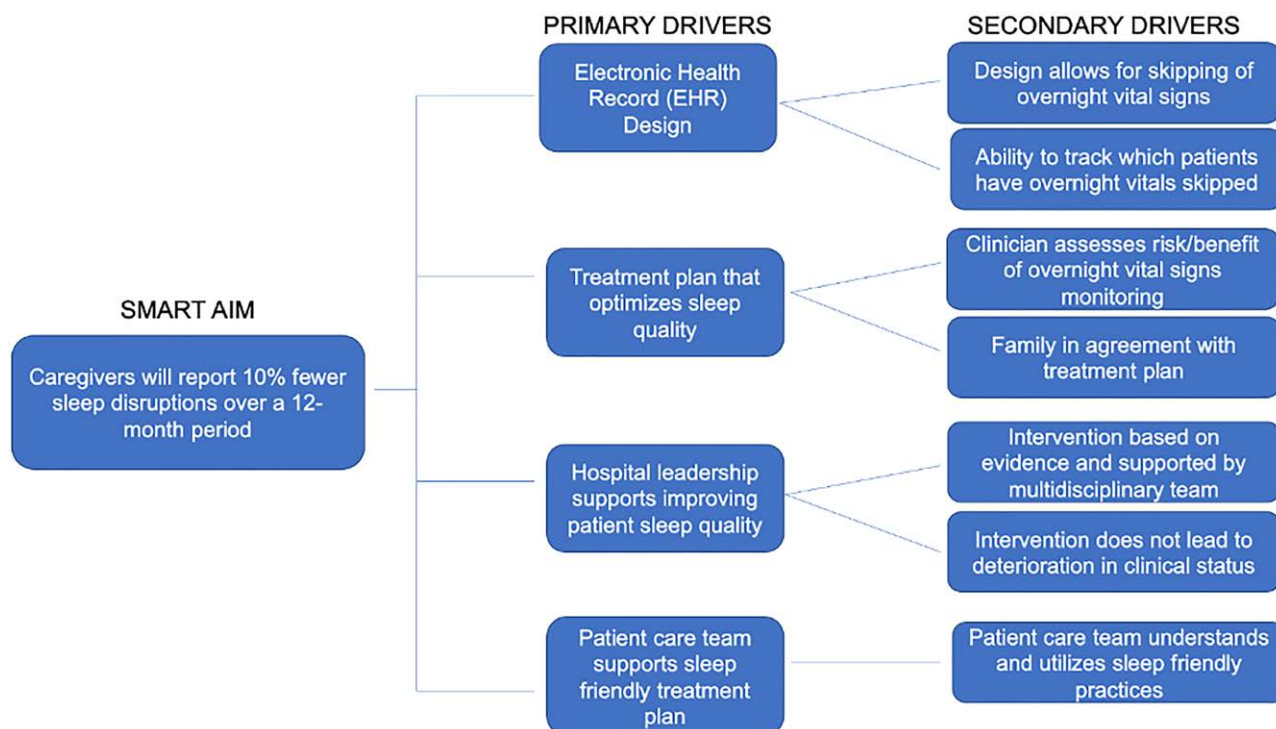 PRIMARY DRIVERS
SECONDARY DRIVERS
Electronic Health
Record (EHR)
Design
Design allows for skipping of
overnight vital signs
Ability to track which patients
have overnight vitals skipped
Treatment plan that
optimizes sleep
quality
Clinician assesses risk/benefit
of overnight vital signs
monitoring
Family in agreement with
treatment plan
SMART AIM
Caregivers will report 10% fewer
sleep disruptions over a 12-
month period
Hospital leadership
supports improving
patient sleep quality
Intervention based on
evidence and supported by
multidisciplinary team
Intervention does not lead to
deterioration in clinical status
Patient care team
supports sleep
friendly treatment
plan
Patient care team understands
and utilizes sleep friendly
practices